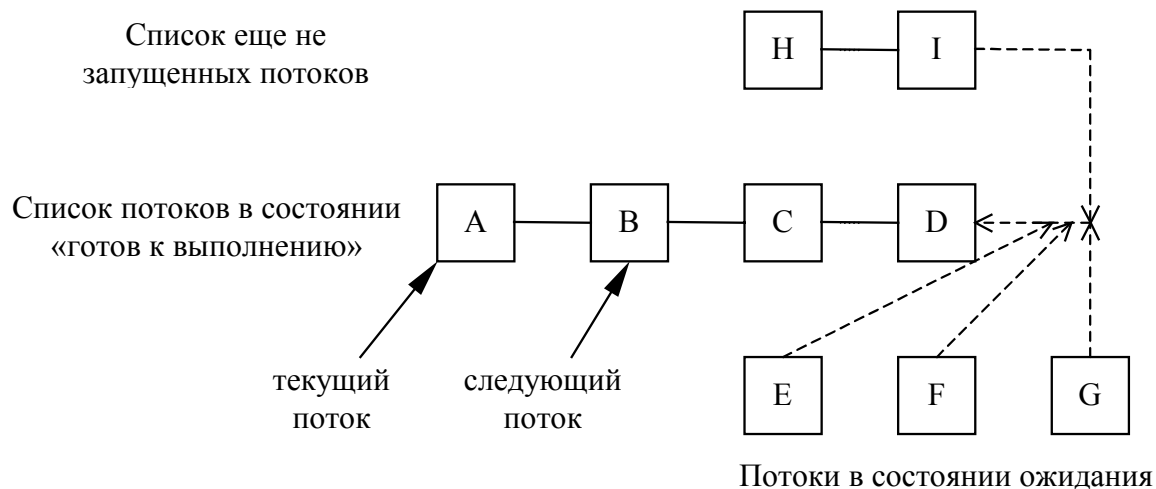 Список еще не
запущенных потоков
H
I
Список потоков в состоянии
«готов к выполнению»
A
B
C
D
текущий
поток
следующий
поток
E
F
G
Потоки в состоянии ожидания